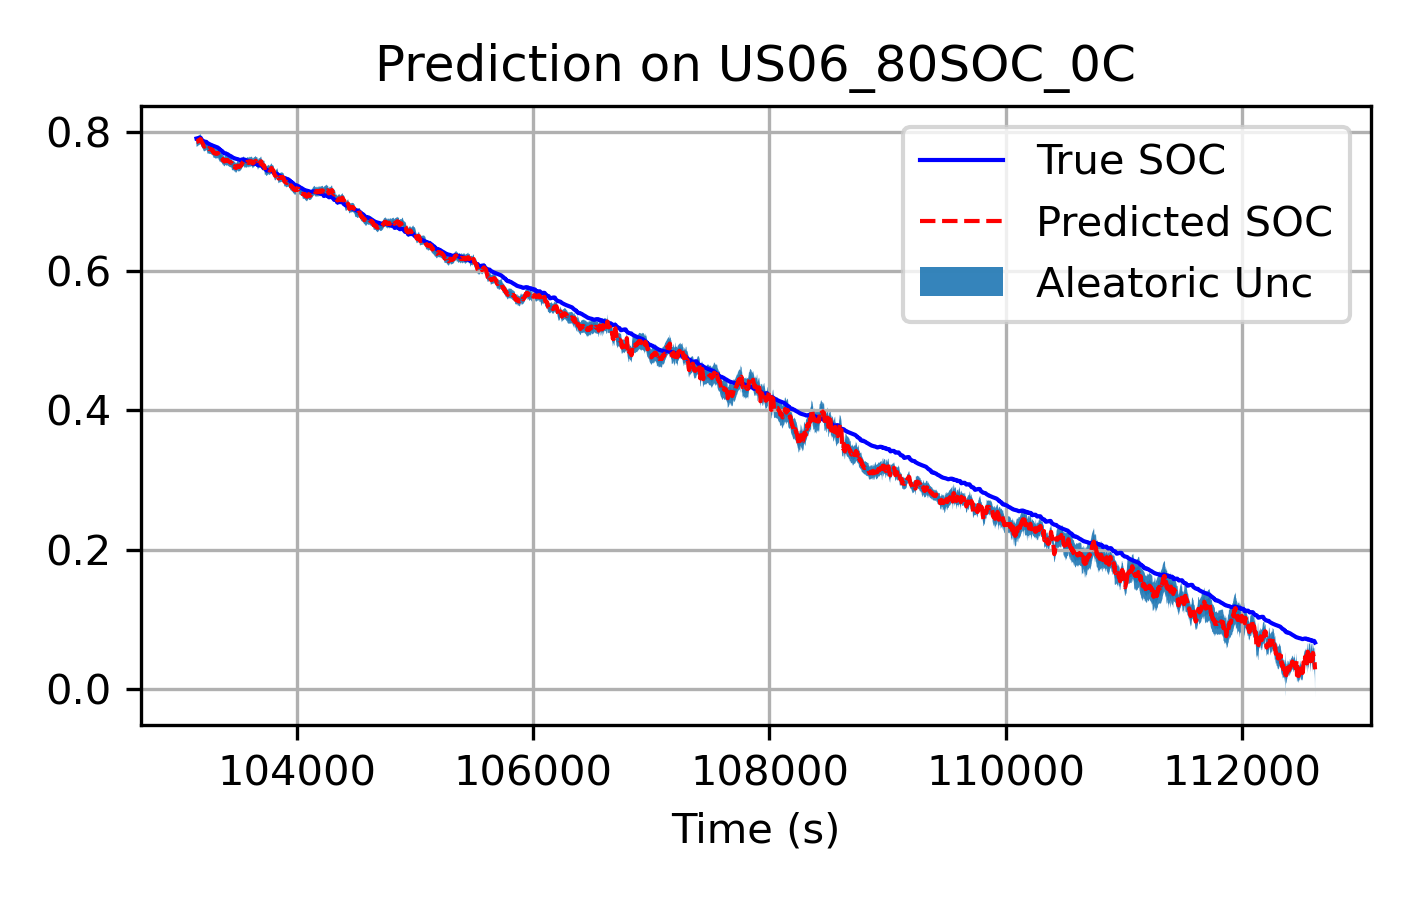 Prediction on US06_80SOC_0C
True SOC
Predicted SOC
Aleatoric Unc
0.8
0.6
0.4
0.2
0.0
104000 106000 108000 110000 112000
Time (s)